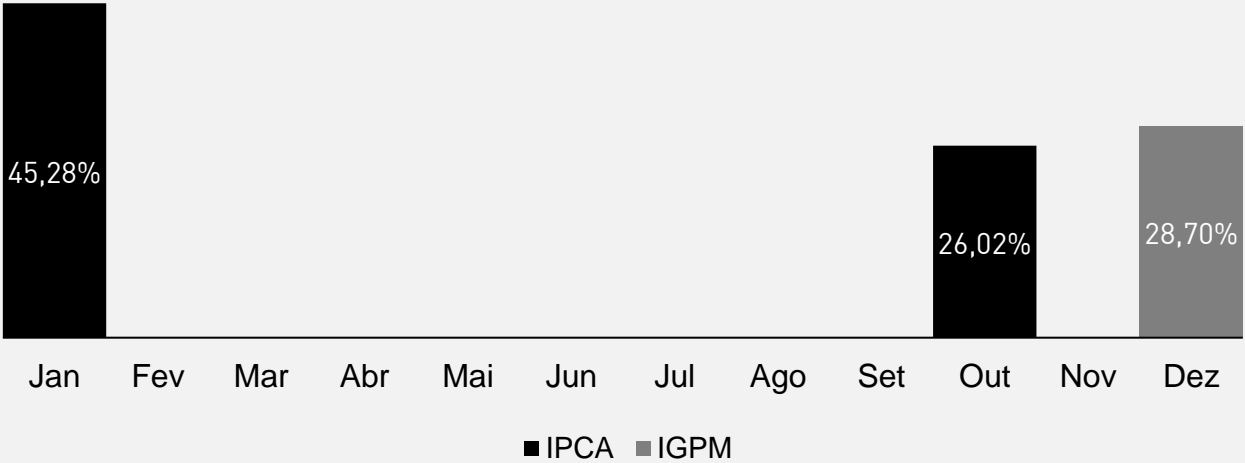 45,28%
26,02%
28,70%
Jan Fev Mar Abr Mai Jun Jul Ago Set Out Nov Dez
IPCA IGPM